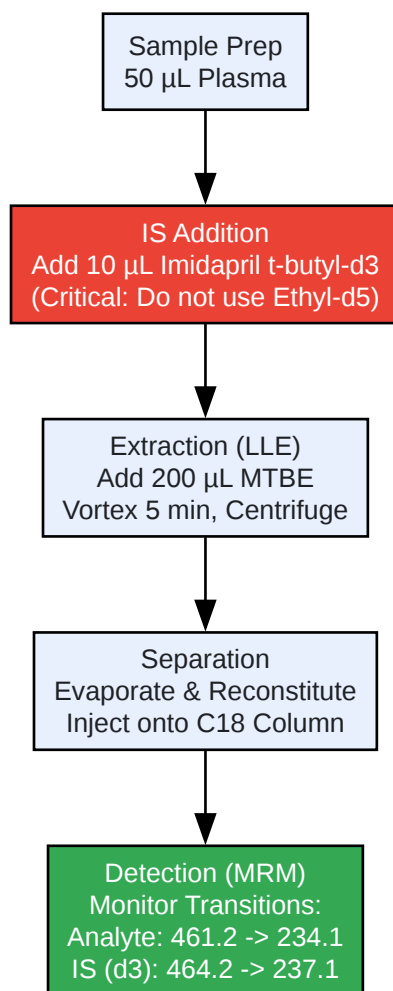 Sample Prep
50 µL Plasma
IS Addition
Add 10 µL Imidapril t-butyl-d3
(Critical: Do not use Ethyl-d5)
Extraction (LLE)
Add 200 µL MTBE
Vortex 5 min, Centrifuge
Separation
Evaporate & Reconstitute
Inject onto C18 Column
Detection (MRM)
Monitor Transitions:
Analyte: 461.2 -> 234.1
IS (d3): 464.2 -> 237.1